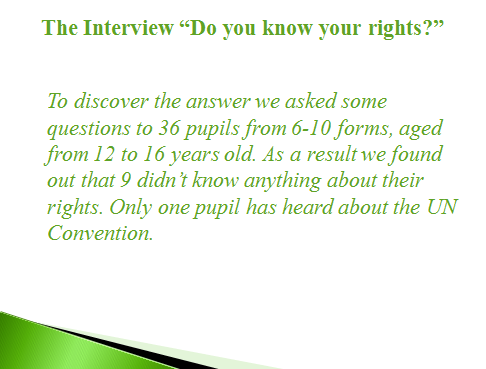 The Interview “Do you know your rights?”
To discover the answer we asked some
questions to 36 pupils from 6-10 forms, aged
from 12 to 16 years old. As a result we found
out that 9 didn’t know anything about their
rights. Only one pupil has heard about the UN
Convention.